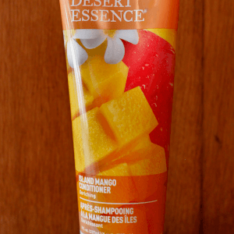 DESERT
ESSENCE
ISLAND MANGO
CONDITIONER
APRÈS-SHAMPOOING
À LA MANGUE DES ÎLES